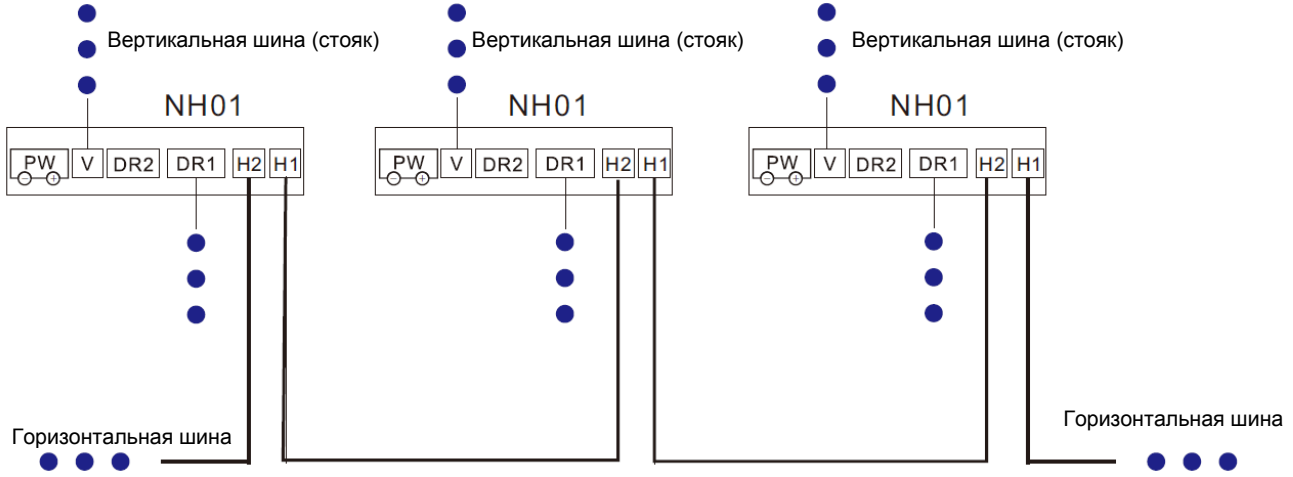 Вертикальная шина (стояк)
Вертикальная шина (стояк)
Вертикальная шина (стояк)
NH01
NH01
NH01
PW V DR2 DR1 H2 H1
PW V DR2 DR1 H2 H1
PW V DR2 DR1 H2 H1
- +
- +
- +
Горизонтальная шина
Горизонтальная шина